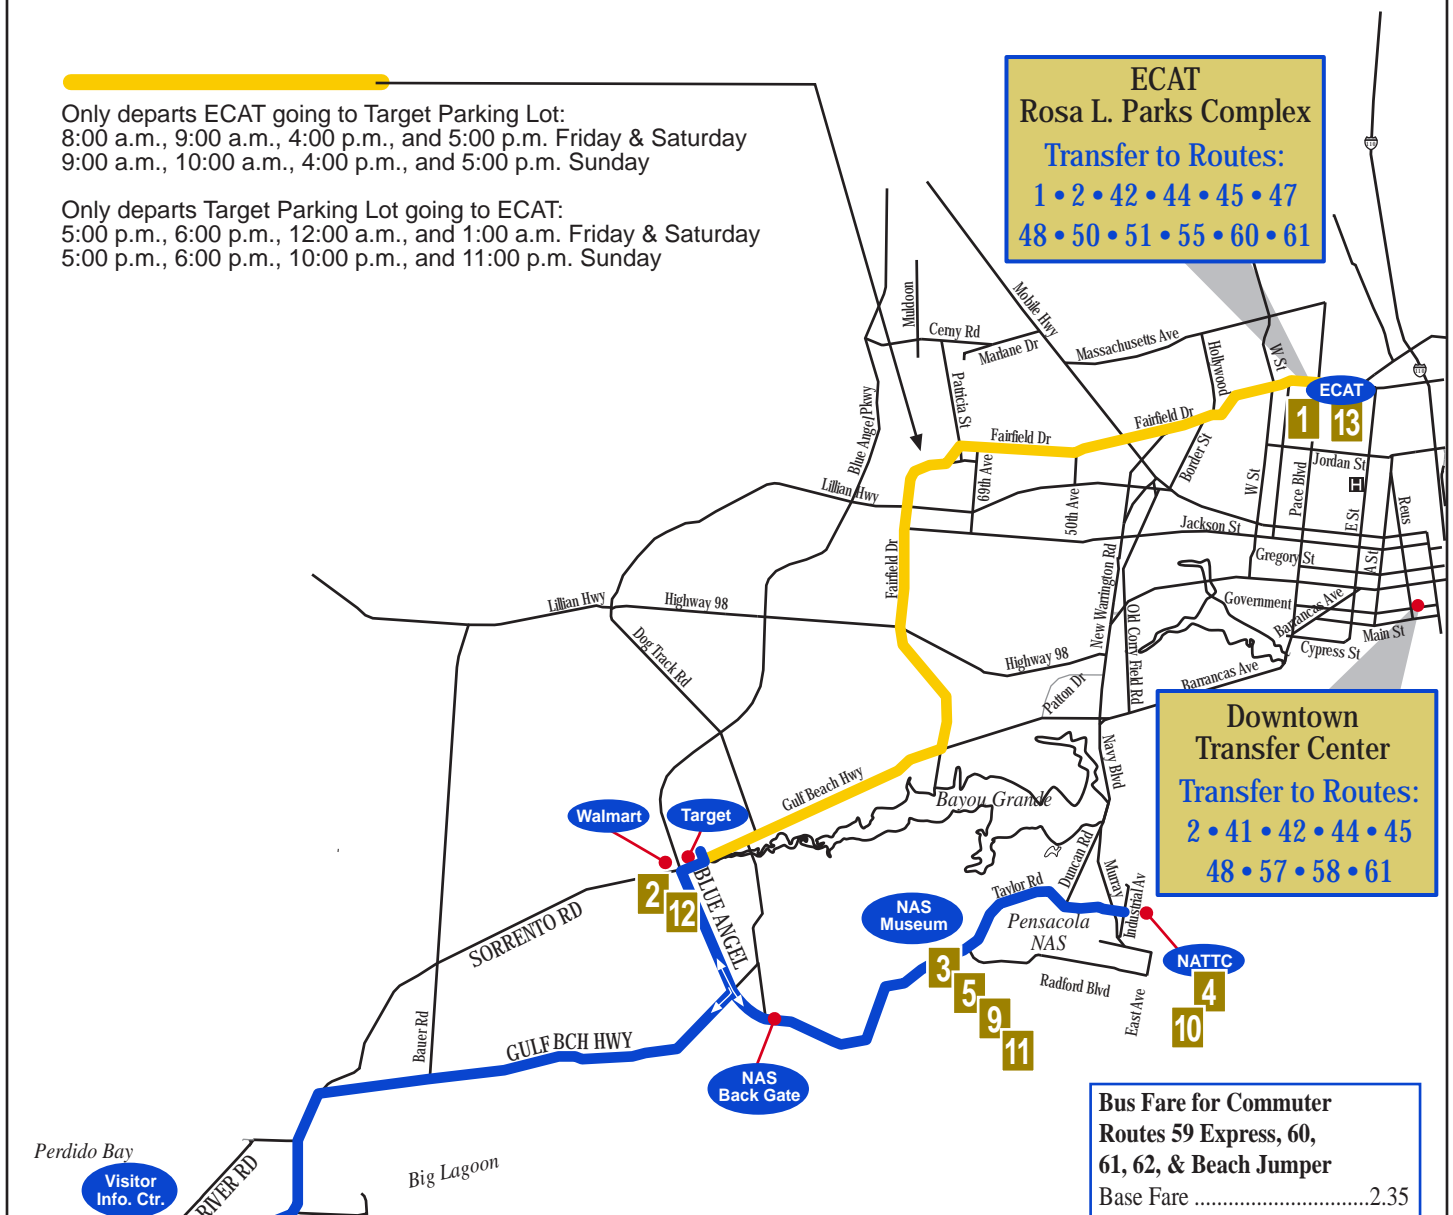 Only departs ECAT going to Target Parking Lot:
8:00 a.m., 9:00 a.m., 4:00 p.m., and 5:00 p.m. Friday & Saturday
9:00 a.m., 10:00 a.m., 4:00 p.m., and 5:00 p.m. Sunday
Only departs Target Parking Lot going to ECAT:
5:00 p.m., 6:00 p.m., 12:00 a.m., and 1:00 a.m. Friday & Saturday
5:00 p.m., 6:00 p.m., 10:00 p.m., and 11:00 p.m. Sunday
ECAT
Rosa L. Parks Complex
Transfer to Routes:
1 • 2 • 42 • 44 • 45 • 47
48 • 50 • 51 • 55 • 60 • 61
110
110
Muldoon
Cerny Rd
Marlane Dr
Mobile Hwy
Massachusetts Ave
Hollywood
W St
ECAT
1
13
Blue Angel Pkwy
Patricia St
Fairfield Dr
Fairfield Dr
Border St
Jordan St
H
Lillian Hwy
69th Ave
50th Ave
W St
Pace Blvd
E St
Reus
Jackson St
Gregory St
A St
Fairfield Dr
New Warrington Rd
Old Corry Field Rd
Government
Barrancas Ave
Main St
Cypress St
Lillian Hwy
Highway 98
Dog Track Rd
Highway 98
Patton Dr
Barrancas Ave
Navy Blvd
Downtown
Transfer Center
Transfer to Routes:
2 • 41 • 42 • 44 • 45
48 • 57 • 58 • 61
Gulf Beach Hwy
Bayou Grande
Walmart
Target
2
12
BLUE ANGEL
SORRENTO RD
Duncan Rd
Murray
Industrial Av
Taylor Rd
NAS
Museum
Pensacola
NAS
NATTC
3
5
9
11
4
10
Radford Blvd
East Ave
Bauer Rd
GULF BCH HWY
NAS
Back Gate
Perdido Bay
Visitor
Info. Ctr.
RIVER RD
Big Lagoon
Bus Fare for Commuter
Routes 59 Express, 60,
61, 62, & Beach Jumper
Base Fare ..............................2.35